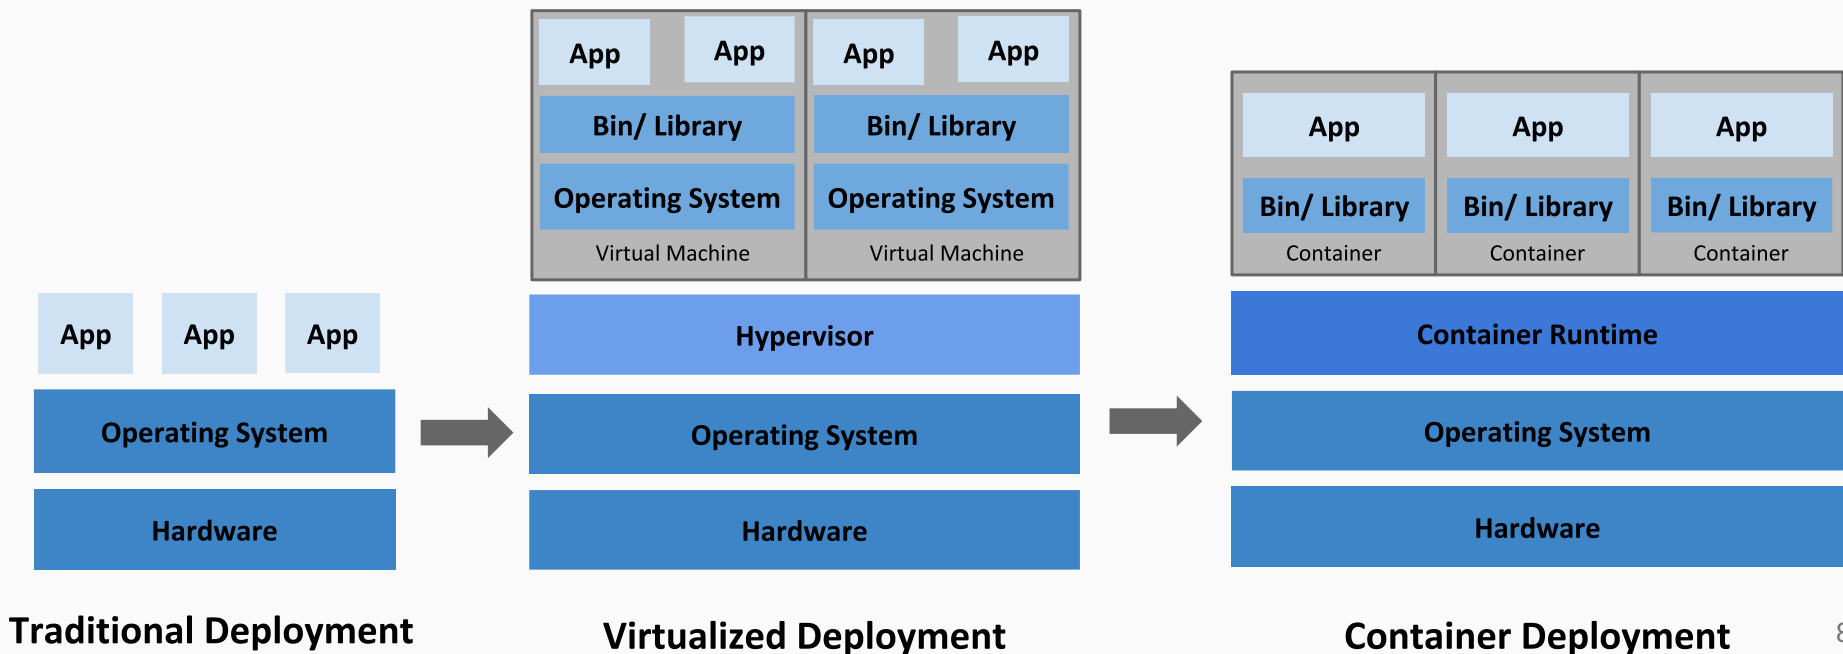 App
App
App
Operating System
Hardware
Traditional Deployment
App
App
App
App
Bin/ Library
Bin/ Library
Operating System
Operating System
Virtual Machine
Virtual Machine
Hypervisor
Operating System
Hardware
Virtualized Deployment
App
App
App
Bin/ Library
Bin/ Library
Bin/ Library
Container
Container
Container
Container Runtime
Operating System
Hardware
Container Deployment